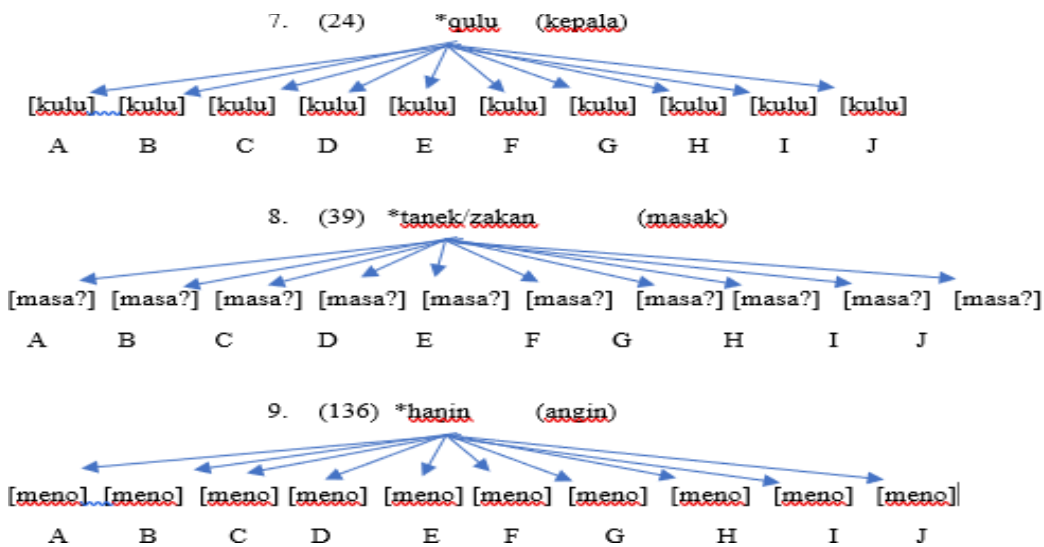 7. (24) *qulu (kepala)
[kulu] [kulu] [kulu] [kulu] [kulu] [kulu] [kulu] [kulu] [kulu] [kulu]
A B C D E F G H I J
8. (39) *tanek/zakan (masak)
[masa?] [masa?] [masa?] [masa?] [masa?] [masa?] [masa?] [masa?] [masa?] [masa?]
A B C D E F G H I J
9. (136) *haŋin (angin)
[meno] [meno] [meno] [meno] [meno] [meno] [meno] [meno] [meno] [meno]
A B C D E F G H I J